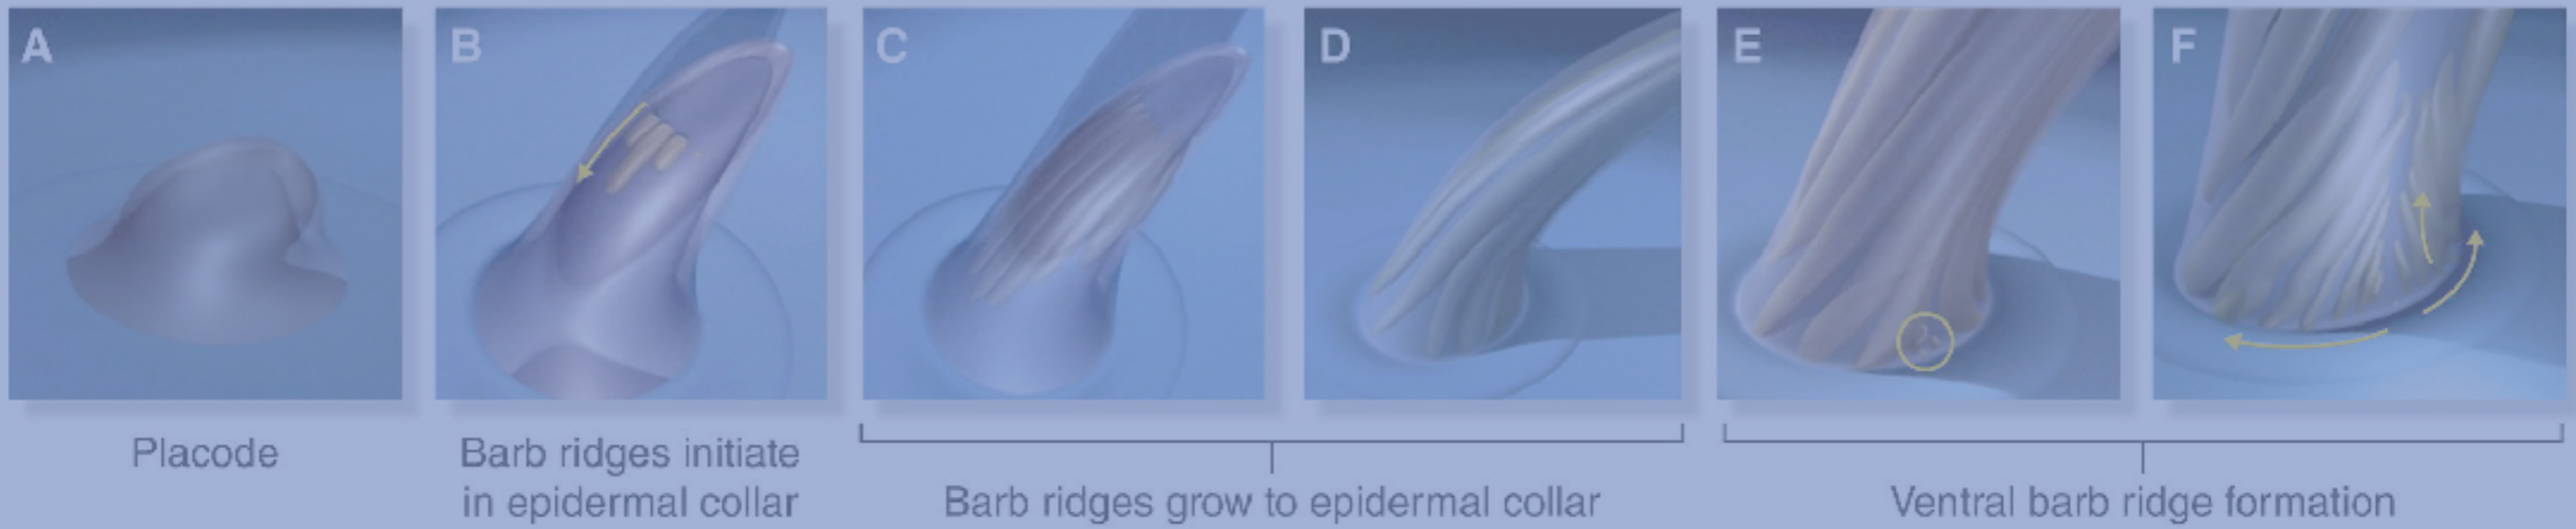 A
B
C
D
E
F
Placode
Barb ridges initiate
in epidermal collar
Barb ridges grow to epidermal collar
Ventral barb ridge formation